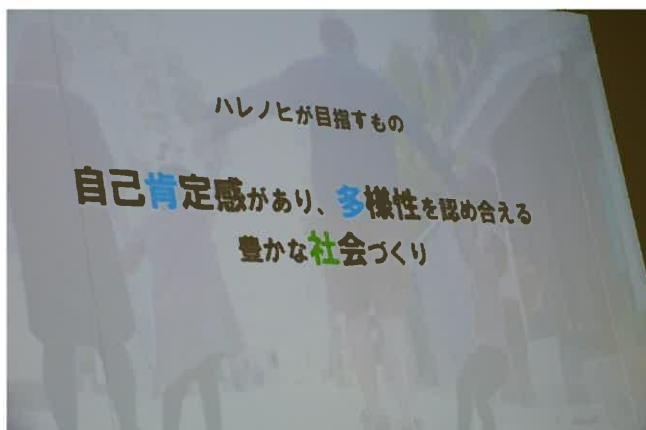 ハレノヒが目指すもの
自己肯定感があり、多様性を認め合える
豊かな社会づくり